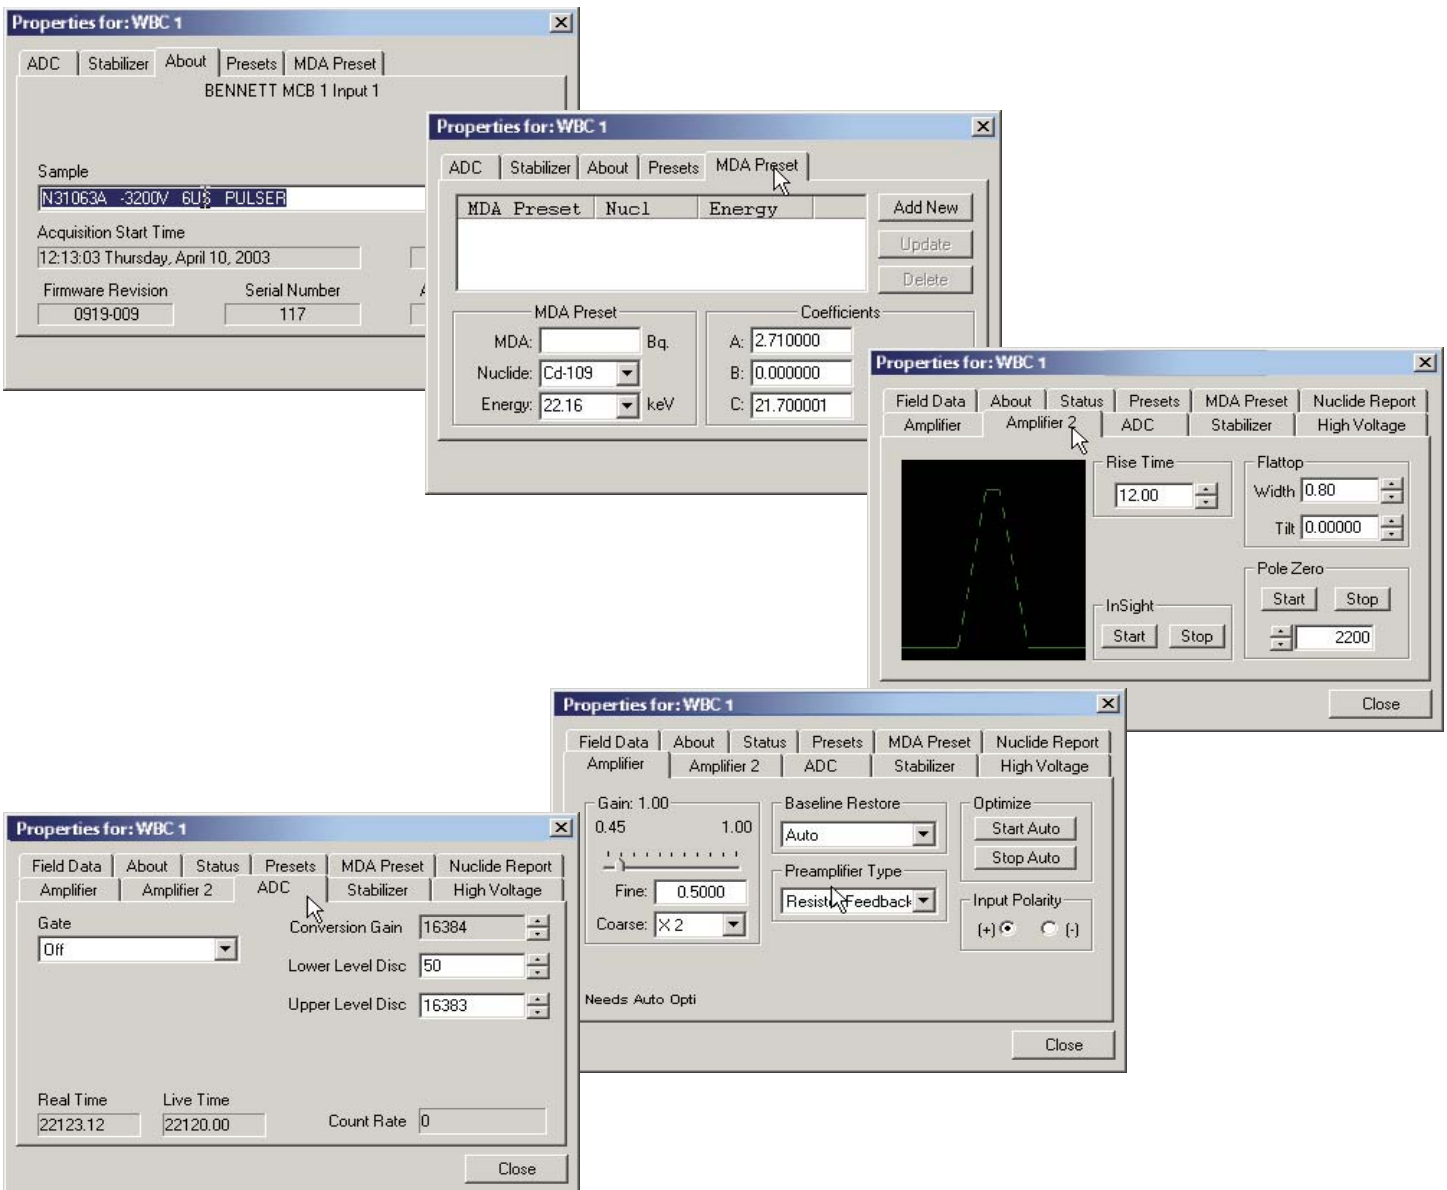 Properties for: WBC 1
ADC Stabilizer About Presets MDA Preset
BENNETT MCB 1 Input 1
Sample
N31063A -3200V 6US PULSER
Acquisition Start Time
12:13:03 Thursday, April 10, 2003
Firmware Revision Serial Number
0919-009 117
Properties for: WBC 1
ADC Stabilizer About Presets MDA Preset
MDA Preset Nucl Energy
Add New
Update
Delete
MDA Preset
MDA: Bq.
Nuclide: Cd-109
Energy: 22.16 keV
Coefficients
A: 2.710000
B: 0.000000
C: 21.700001
Properties for: WBC 1
Field Data About Status Presets MDA Preset Nuclide Report
Amplifier Amplifier 2 ADC Stabilizer High Voltage
Rise Time
12.00
Flattop
Width 0.80
Tilt 0.00000
InSight
Start Stop
Pole Zero
Start Stop
2200
Close
Properties for: WBC 1
Field Data About Status Presets MDA Preset Nuclide Report
Amplifier Amplifier 2 ADC Stabilizer High Voltage
Gain: 1.00
0.45 1.00
Fine: 0.5000
Coarse: X 2
Baseline Restore
Auto
Preamplifier Type
Resistor Feedback
Optimize
Start Auto
Stop Auto
Input Polarity
(+) (-)
Needs Auto Opti
Close
Properties for: WBC 1
Field Data About Status Presets MDA Preset Nuclide Report
Amplifier Amplifier 2 ADC Stabilizer High Voltage
Gate
Off
Conversion Gain 16384
Lower Level Disc 50
Upper Level Disc 16383
Real Time Live Time
22123.12 22120.00
Count Rate 0
Close